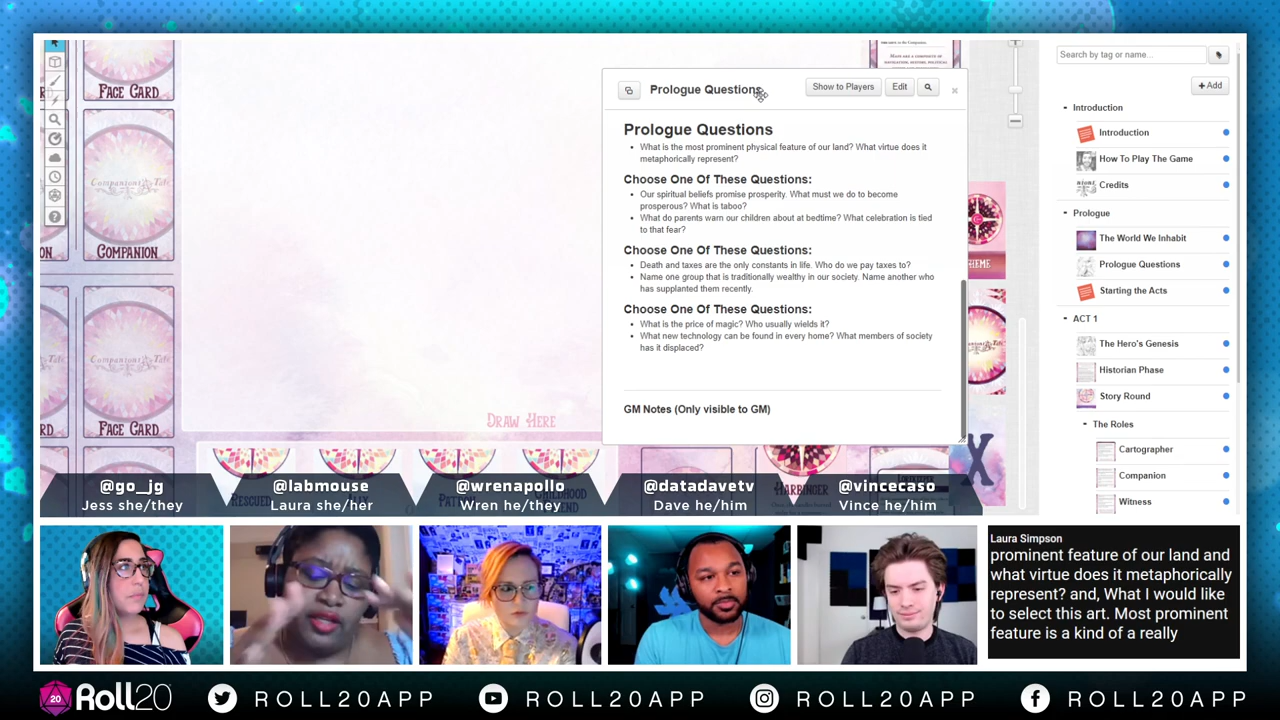 FACE CARD
Companion's Tale
COMPANION
ON
Companion's Tale
RD
FACE CARD
DRAW HERE
Prologue Questions
Show to Players
Edit
Prologue Questions
• What is the most prominent physical feature of our land? What virtue does it
metaphorically represent?
Choose One Of These Questions:
• Our spiritual beliefs promise prosperity. What must we do to become
prosperous? What is taboo?
• What do parents warn our children about at bedtime? What celebration is tied
to that fear?
Choose One Of These Questions:
• Death and taxes are the only constants in life. Who do we pay taxes to?
• Name one group that is traditionally wealthy in our society. Name another who
has supplanted them recently.
Choose One Of These Questions:
• What is the price of magic? Who usually wields it?
• What new technology can be found in every home? What members of society
has it displaced?
GM Notes (Only visible to GM)
HEME
X
HARBINGER
Search by tag or name...
+ Add
Introduction
Introduction
How To Play The Game
Credits
Prologue
The World We Inhabit
Prologue Questions
Starting the Acts
ACT 1
The Hero's Genesis
Historian Phase
Story Round
The Roles
Cartographer
Companion
Witness
@go_jg
Jess she/they
@labmouse
Laura she/her
@wrenapollo
Wren he/they
@datadavetv
Dave he/him
@vincecaso
Vince he/him
Laura Simpson
prominent feature of our land and
what virtue does it metaphorically
represent? and, What I would like
to select this art. Most prominent
feature is a kind of a really
20
Roll20
ROLL20APP
ROLL20APP
ROLL20APP
ROLL20APP